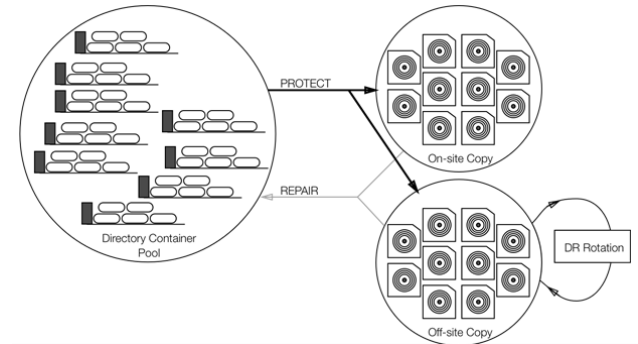 PROTECT
On-site Copy
REPAIR
Directory Container
Pool
DR Rotation
Off-site Copy